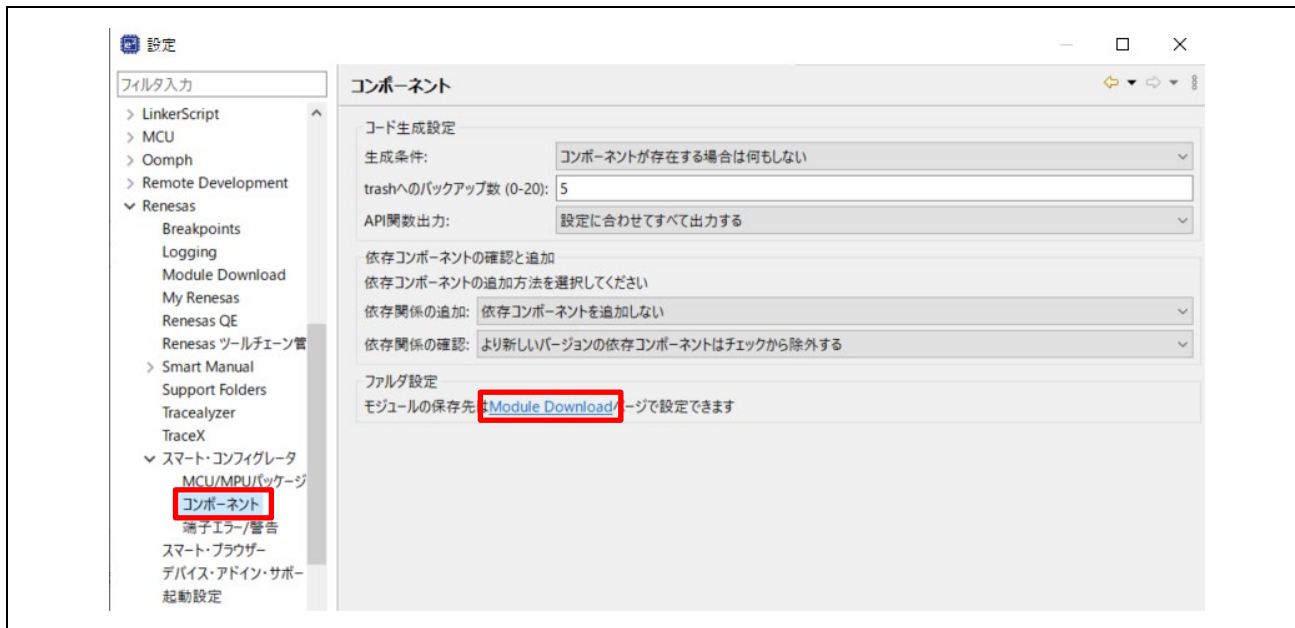 設定
フィルタ入力
LinkerScript
MCU
Oomph
Remote Development
Renesas
Breakpoints
Logging
Module Download
My Renesas
Renesas QE
Renesas ツールチェーン管
Smart Manual
Support Folders
Tracealyzer
TraceX
スマート・コンフィグレータ
MCU/MPUパッケージ
コンポーネント
端子エラー/警告
スマート・ブラウザー
デバイス・アドイン・サポー
起動設定
コンポーネント
コード生成設定
生成条件: コンポーネントが存在する場合は何もしない
trashへのバックアップ数 (0-20): 5
API関数出力: 設定に合わせてすべて出力する
依存コンポーネントの確認と追加
依存コンポーネントの追加方法を選択してください
依存関係の追加: 依存コンポーネントを追加しない
依存関係の確認: より新しいバージョンの依存コンポーネントはチェックから除外する
ファルダ設定
モジュールの保存先はModule Downloadページで設定できます